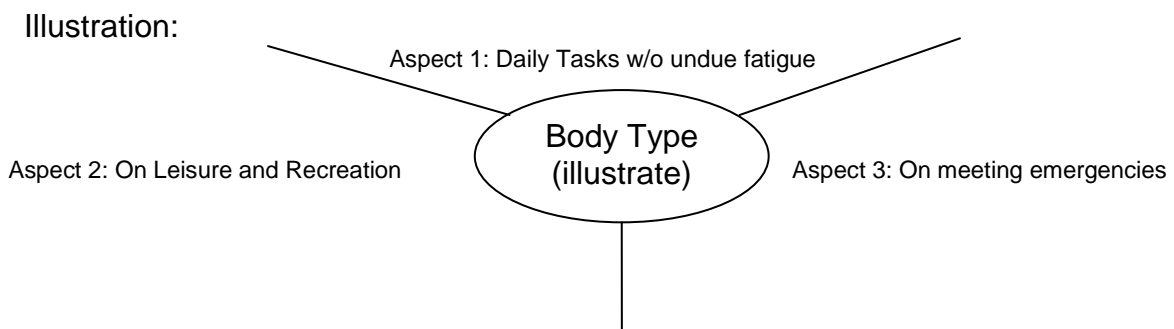 Illustration:
Aspect 1: Daily Tasks w/o undue fatigue
Body Type
(illustrate)
Aspect 2: On Leisure and Recreation
Aspect 3: On meeting emergencies